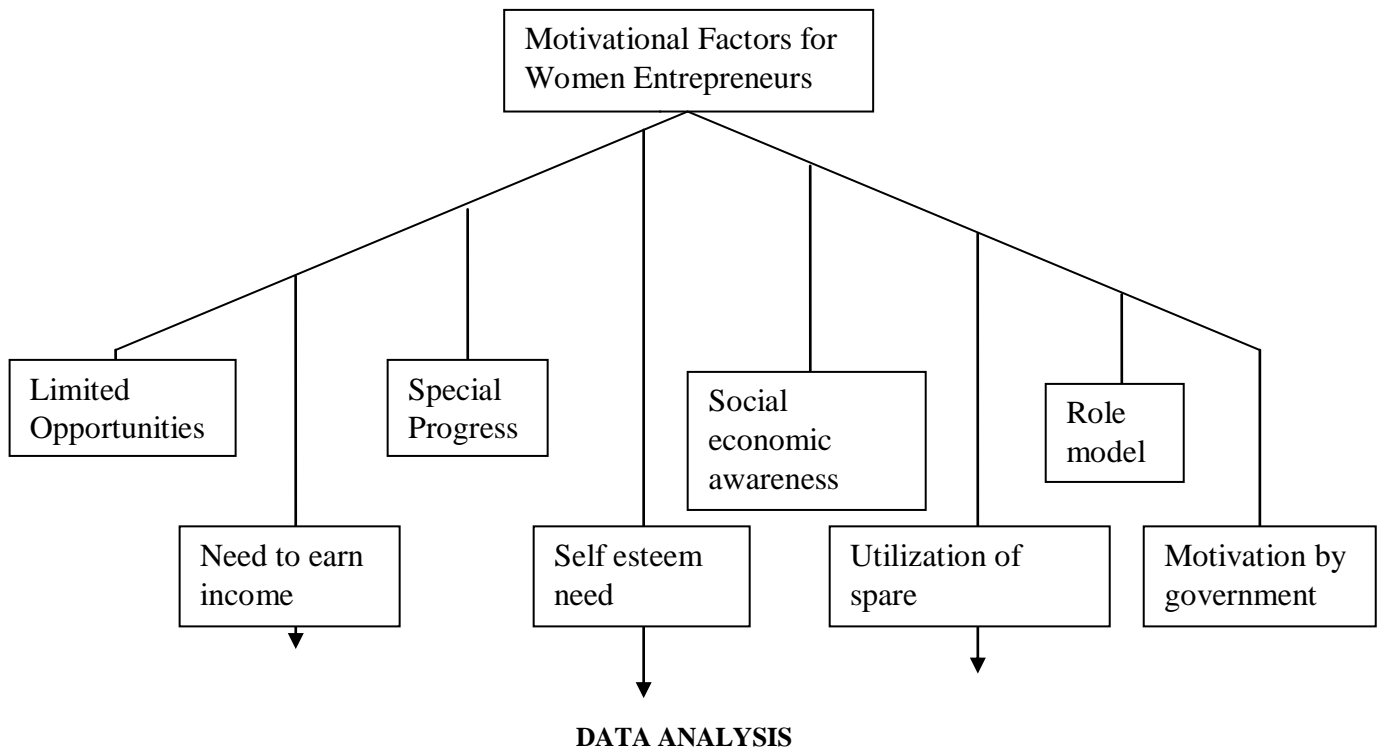 Motivational Factors for
Women Entrepreneurs
Limited
Opportunities
Special
Progress
Social
economic
awareness
Role
model
Need to earn
income
Self esteem
need
Utilization of
spare
Motivation by
government
DATA ANALYSIS